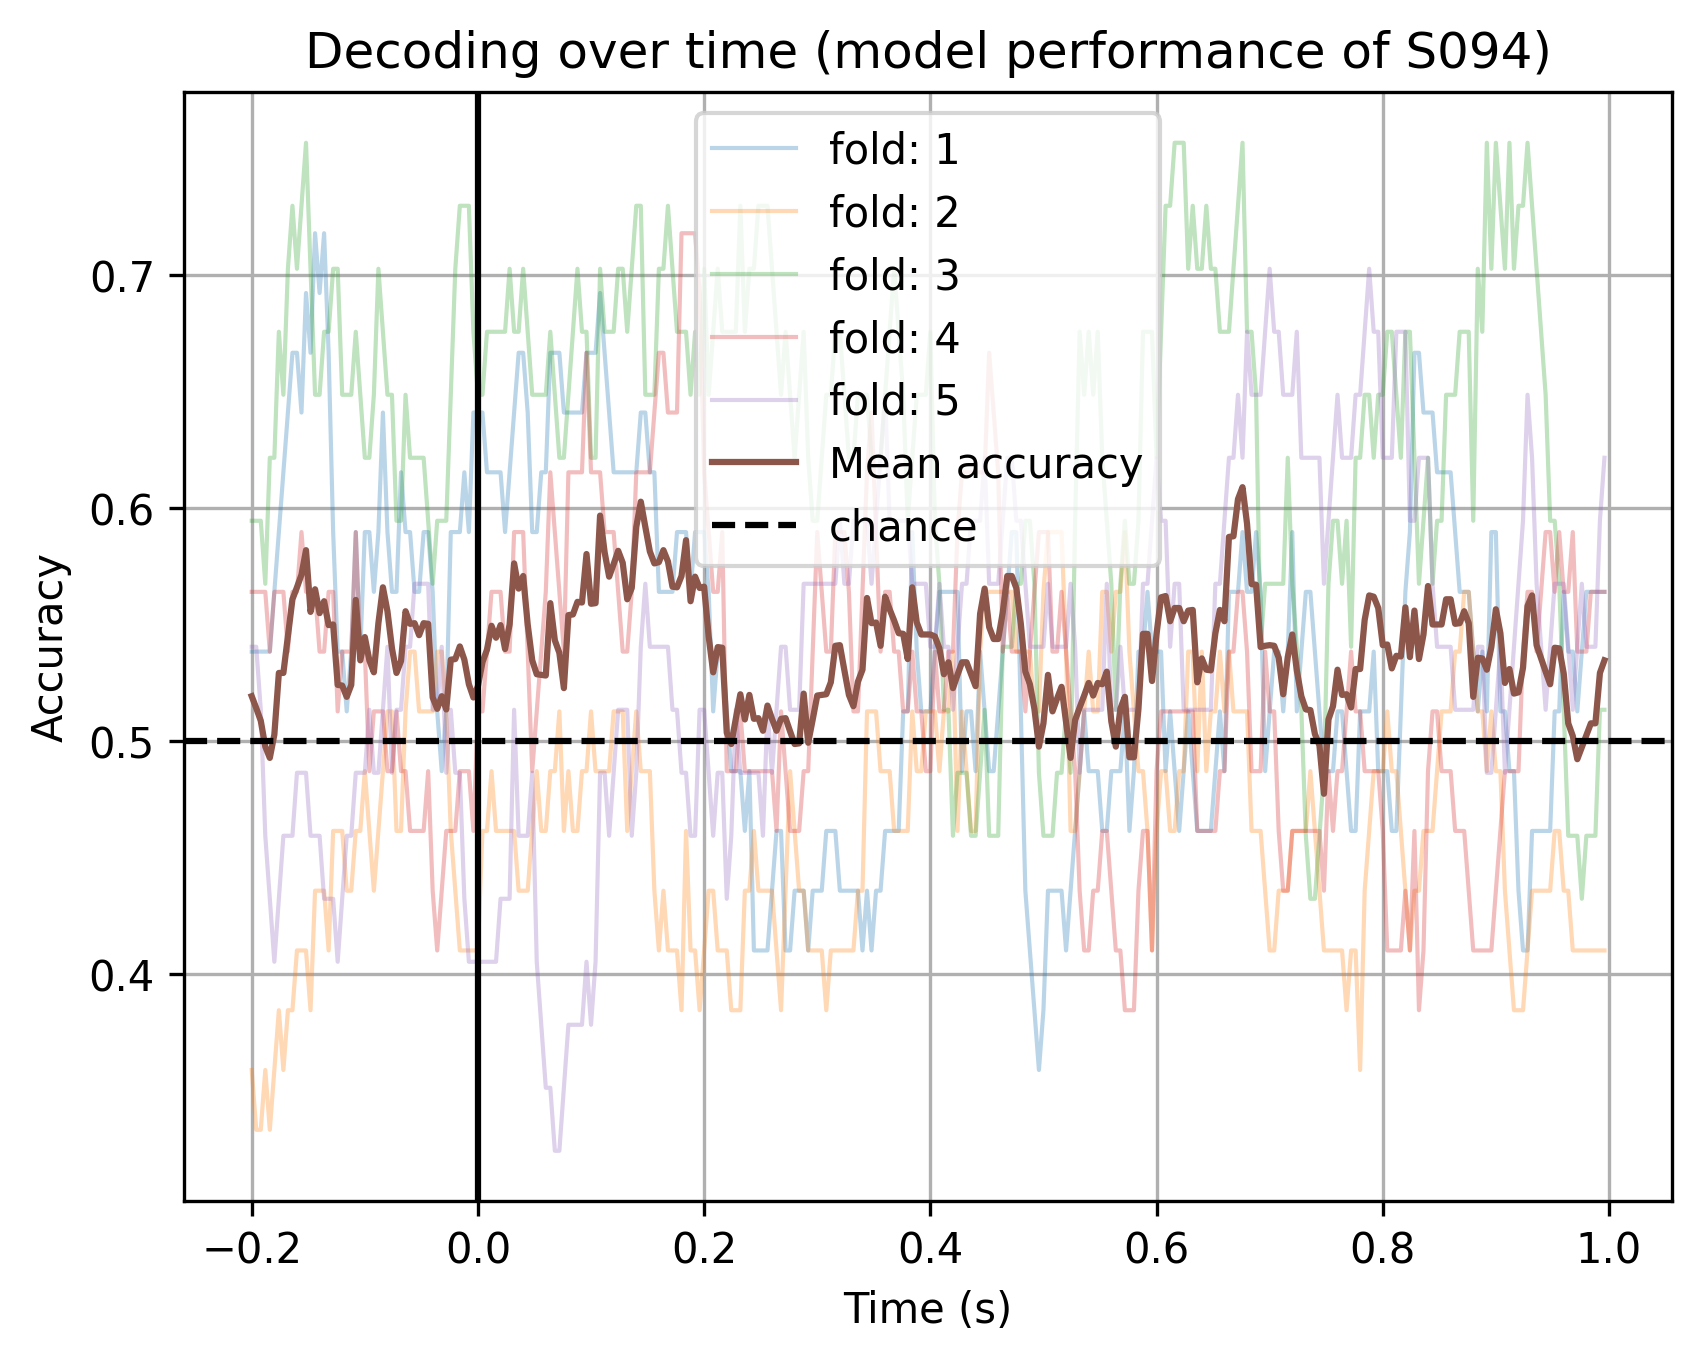 Decoding over time (model performance of S094)
fold: 1
fold: 2
fold: 3
fold: 4
fold: 5
Mean accuracy
chance
Accuracy
0.7
0.6
0.5
0.4
−0.2 0.0 0.2 0.4 0.6 0.8 1.0
Time (s)